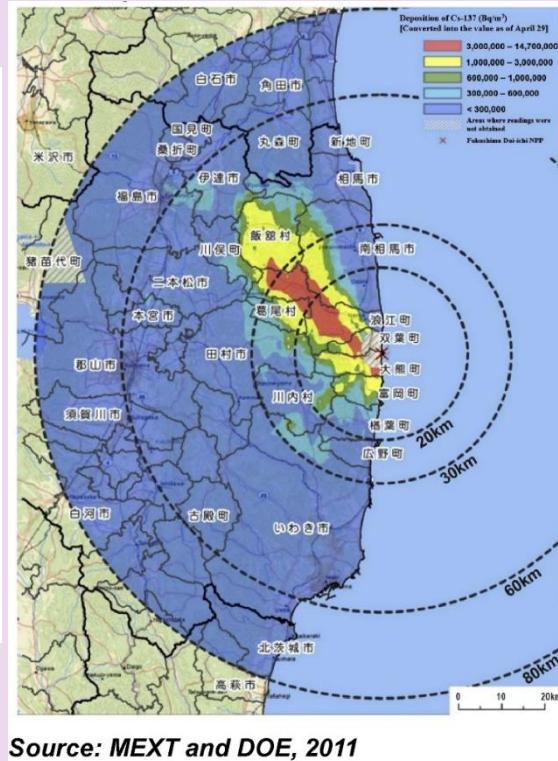 Deposition of Cs-137 (Bq/m²)
[Converted into the value as of April 29]
3,000,000 – 14,700,000
1,000,000 – 3,000,000
600,000 – 1,000,000
300,000 – 600,000
< 300,000
Areas where readings were
not obtained
Fukushima Dai-ichi NPP
白石市
角田市
国見町
丸森町
新地町
米沢市
桑折町
伊達市
相馬市
福島市
飯舘村
川俣町
南相馬市
猪苗代町
二本松市
葛尾村
浪江町
本宮市
双葉町
田村市
大熊町
郡山市
川内村
富岡町
須賀川市
楢葉町
20km
広野町
30km
白河市
古殿町
いわき市
60km
北茨城市
80km
高萩市
0 10 20km
Source: MEXT and DOE, 2011